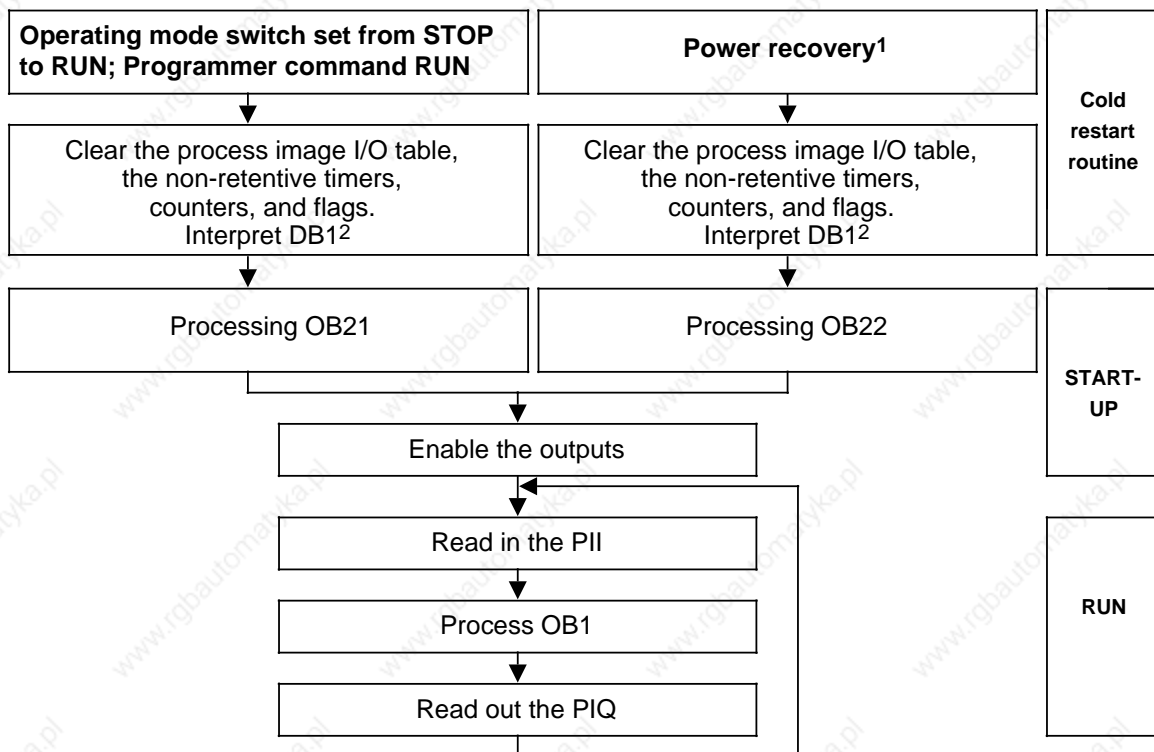 Operating mode switch set from STOP
to RUN; Programmer command RUN
Power recovery1
Cold
restart
routine
Clear the process image I/O table,
the non-retentive timers,
counters, and flags.
Interpret DB12
Clear the process image I/O table,
the non-retentive timers,
counters, and flags.
Interpret DB12
Processing OB21
Processing OB22
START-
UP
Enable the outputs
Read in the PII
Process OB1
Read out the PIQ
RUN
www.rgbautomatyka.pl